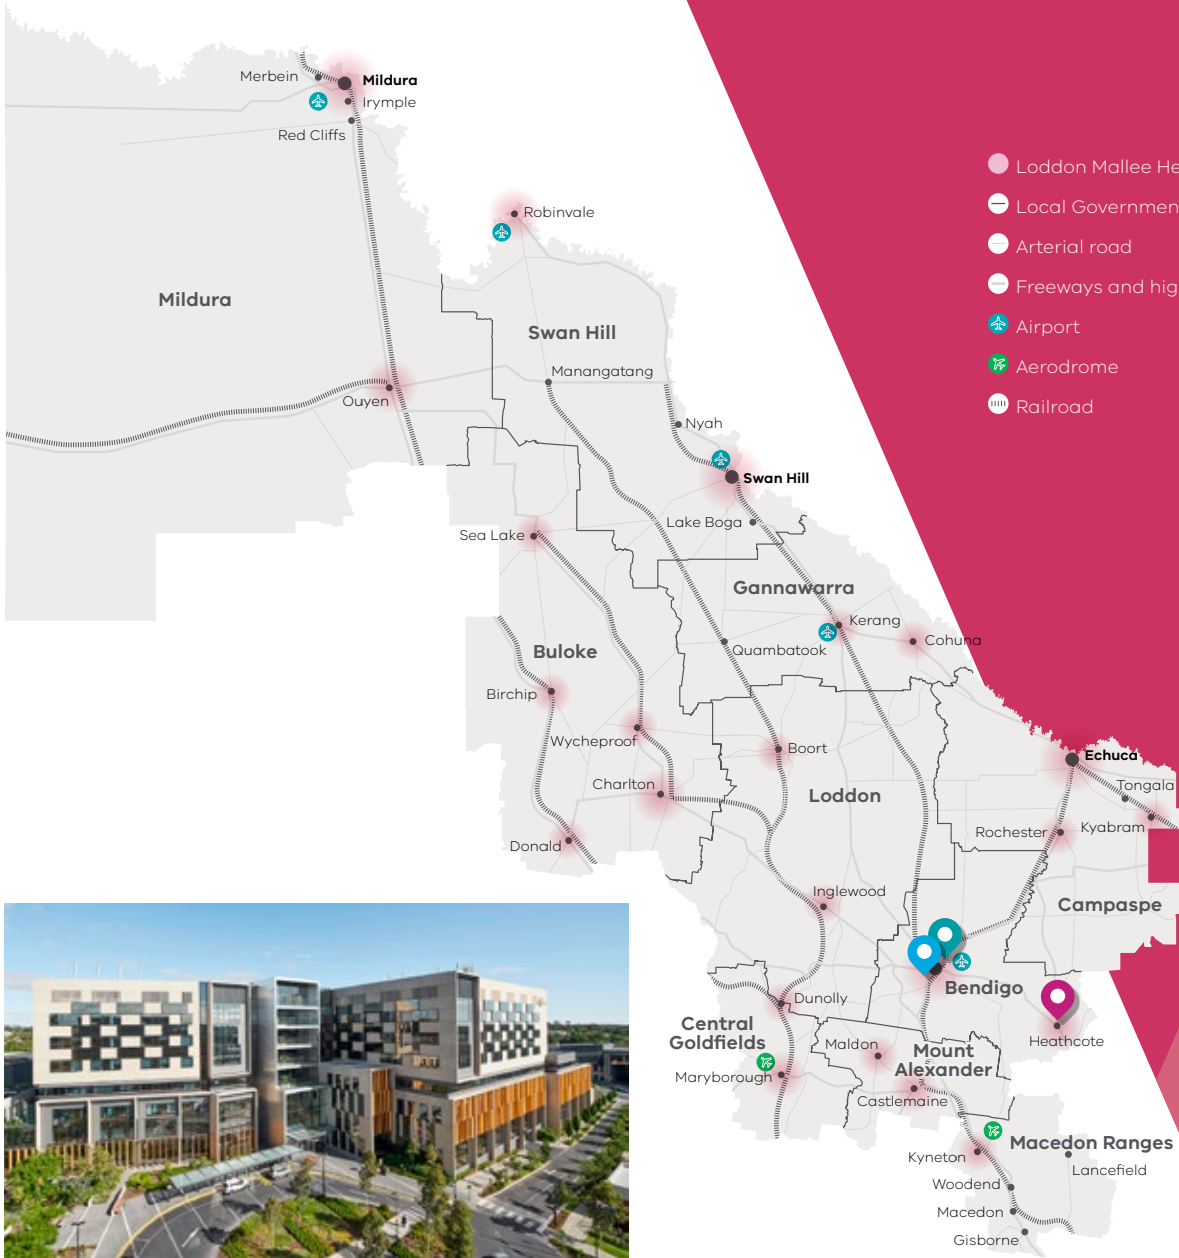 Merbein
Mildura
Irymple
Red Cliffs
Robinvale
Mildura
Swan Hill
Manangatang
Ouyen
Nyah
Swan Hill
Lake Boga
Sea Lake
Gannawarra
Kerang
Cohuna
Quambatook
Buloke
Birchip
Wycheproof
Boort
Echuca
Charlton
Loddon
Tongala
Rochester
Kyabram
Donald
Inglewood
Campaspe
Bendigo
Dunolly
Central
Goldfields
Heathcote
Maldon
Mount
Alexander
Maryborough
Castlemaine
Macedon Ranges
Kyneton
Lancefield
Woodend
Macedon
Gisborne
Loddon Mallee He
Local Governmen
Arterial road
Freeways and hig
Airport
Aerodrome
Railroad